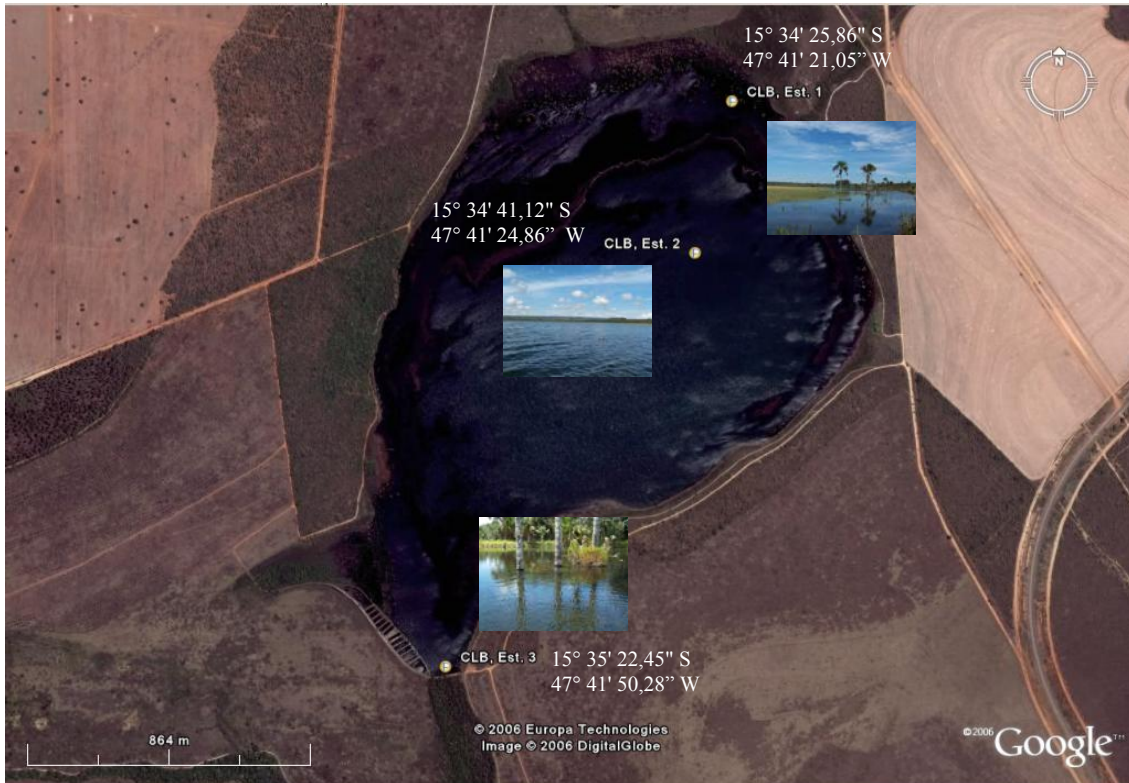 15° 34' 25,86" S
47° 41' 21,05” W
CLB, Est. 1
N
15° 34' 41,12" S
47° 41' 24,86” W
CLB, Est. 2
CLB, Est. 3
15° 35' 22,45" S
47° 41' 50,28” W
864 m
© 2006 Europa Technologies
Image © 2006 DigitalGlobe
©2006 Google™